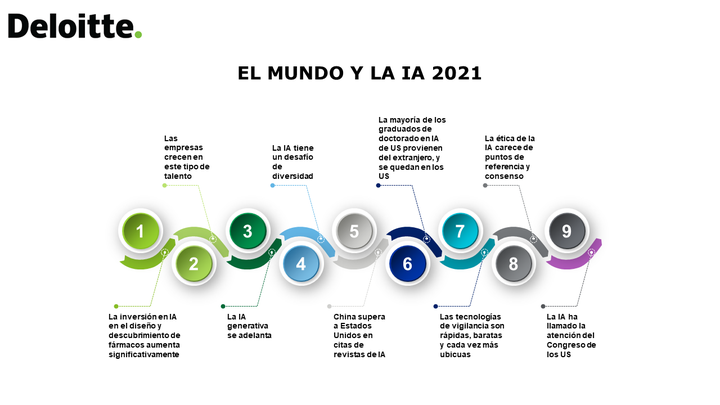 Deloitte.
EL MUNDO Y LA IA 2021
Las
empresas
crecen en
este tipo de
talento
La IA tiene
un desafío
de
diversidad
La mayoría de los
graduados de
doctorado en IA
de US provienen
del extranjero, y
se quedan en los
US
La ética de la
IA carece de
puntos de
referencia y
consenso
1
2
3
4
5
6
7
8
9
La inversión en IA
en el diseño y
descubrimiento de
fármacos aumenta
significativamente
La IA
generativa
se adelanta
China supera
a Estados
Unidos en
citas de
revistas de IA
Las tecnologías
de vigilancia son
rápidas, baratas
y cada vez más
ubicuas
La IA ha
llamado la
atención del
Congreso de
los US